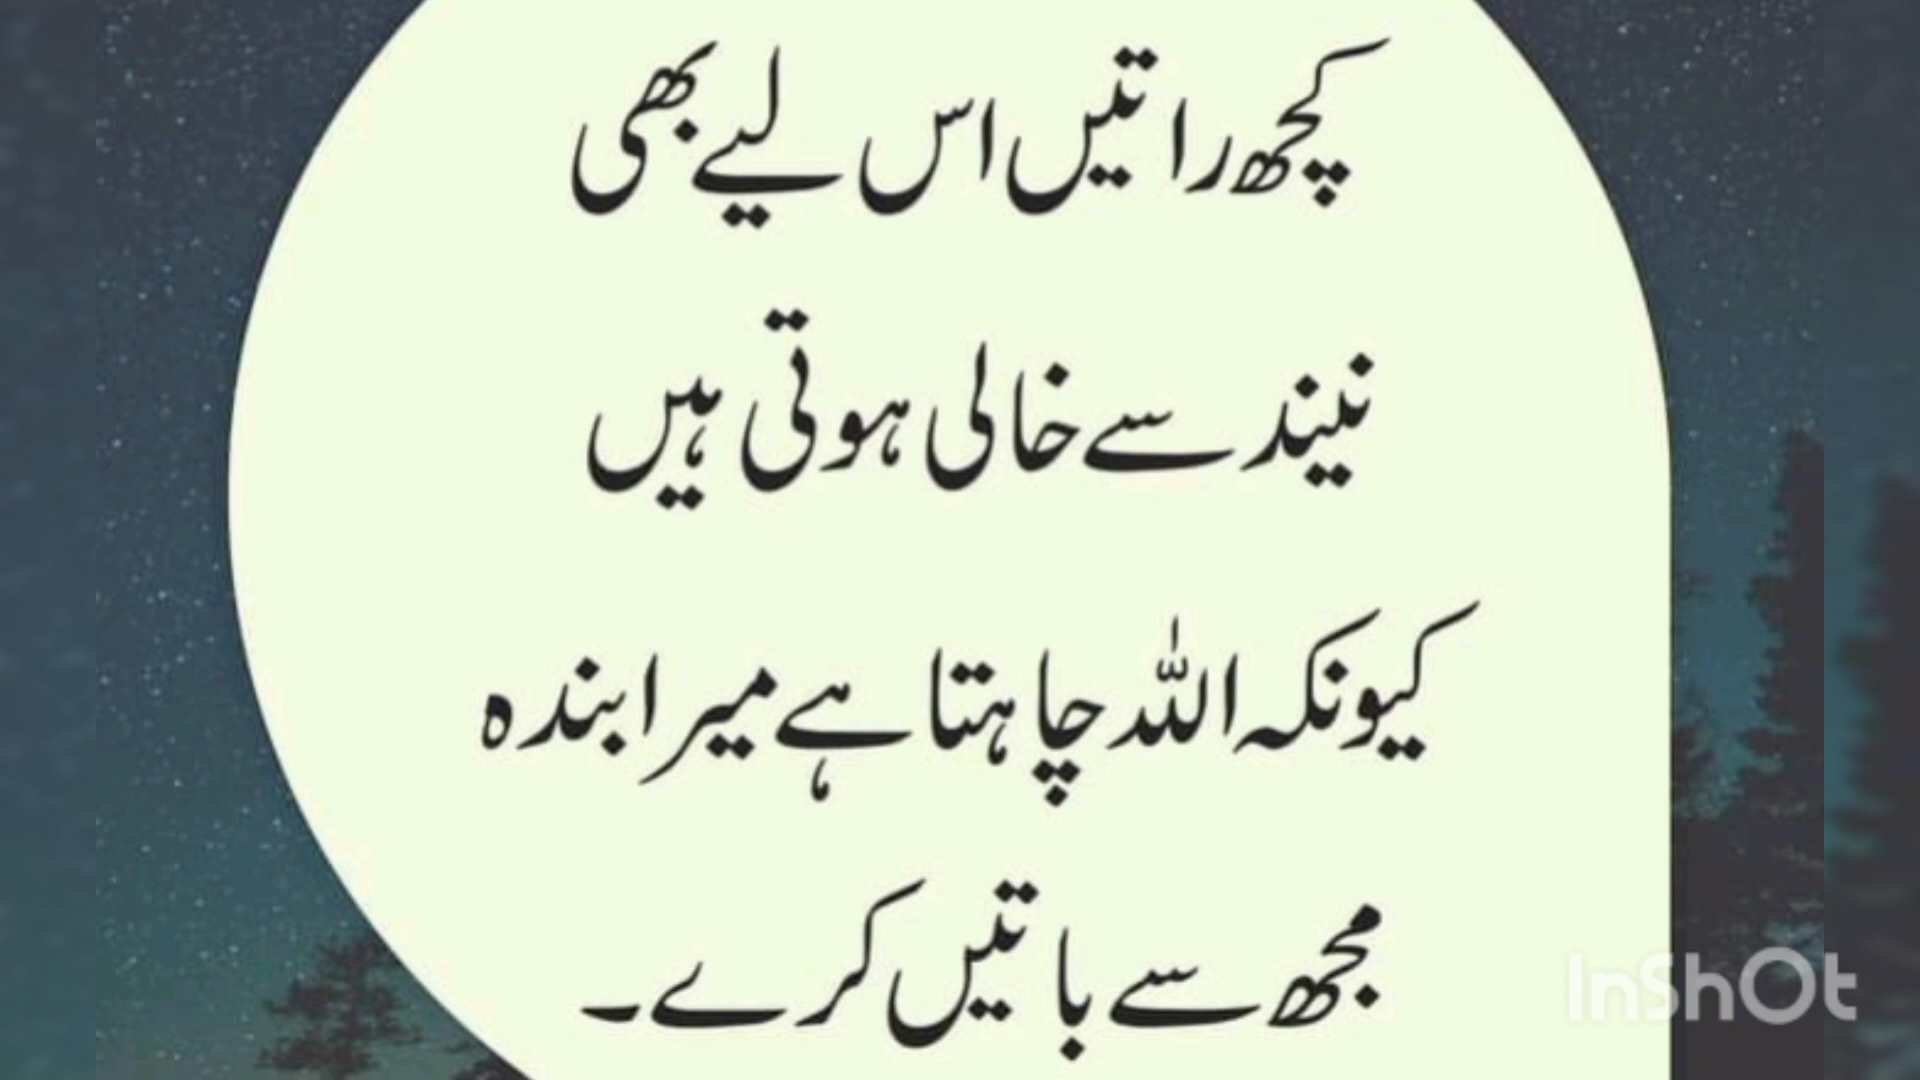 کچھ راتیں اس لیے بھی
نیند سے خالی ہوتی ہیں
کیونکہ اللہ چاہتا ہے میرا بندہ
مجھ سے باتیں کرے۔
InShOt